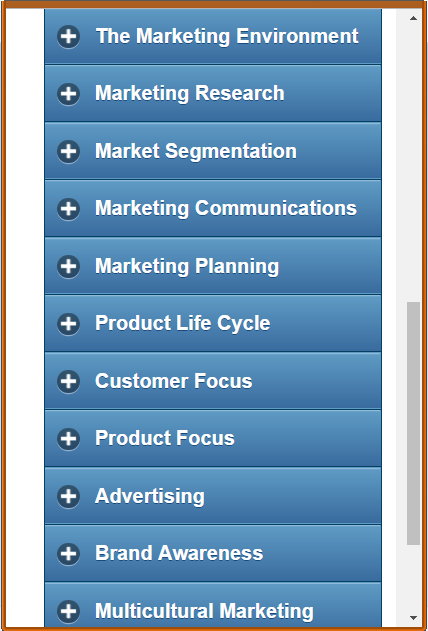 The Marketing Environment
Marketing Research
Market Segmentation
Marketing Communications
Marketing Planning
Product Life Cycle
Customer Focus
Product Focus
Advertising
Brand Awareness
Multicultural Marketing